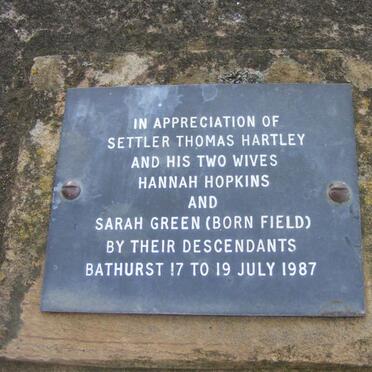 IN APPRECIATION OF
SETTLER THOMAS HARTLEY
AND HIS TWO WIVES
HANNAH HOPKINS
AND
SARAH GREEN (BORN FIELD)
BY THEIR DESCENDANTS
BATHURST 17 TO 19 JULY 1987